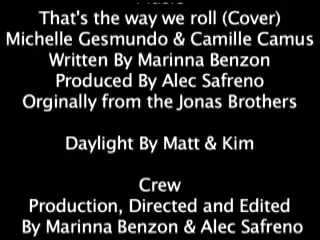 That's the way we roll (Cover)
Michelle Gesmundo & Camille Camus
Written By Marinna Benzon
Produced By Alec Safreno
Orginally from the Jonas Brothers
Daylight By Matt & Kim
Crew
Production, Directed and Edited
By Marinna Benzon & Alec Safreno